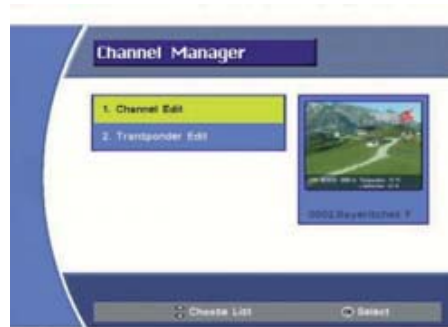 Channel Manager
1. Channel Edit
2. Transponder Edit
0002.Bayerisches F
Choose List
Select